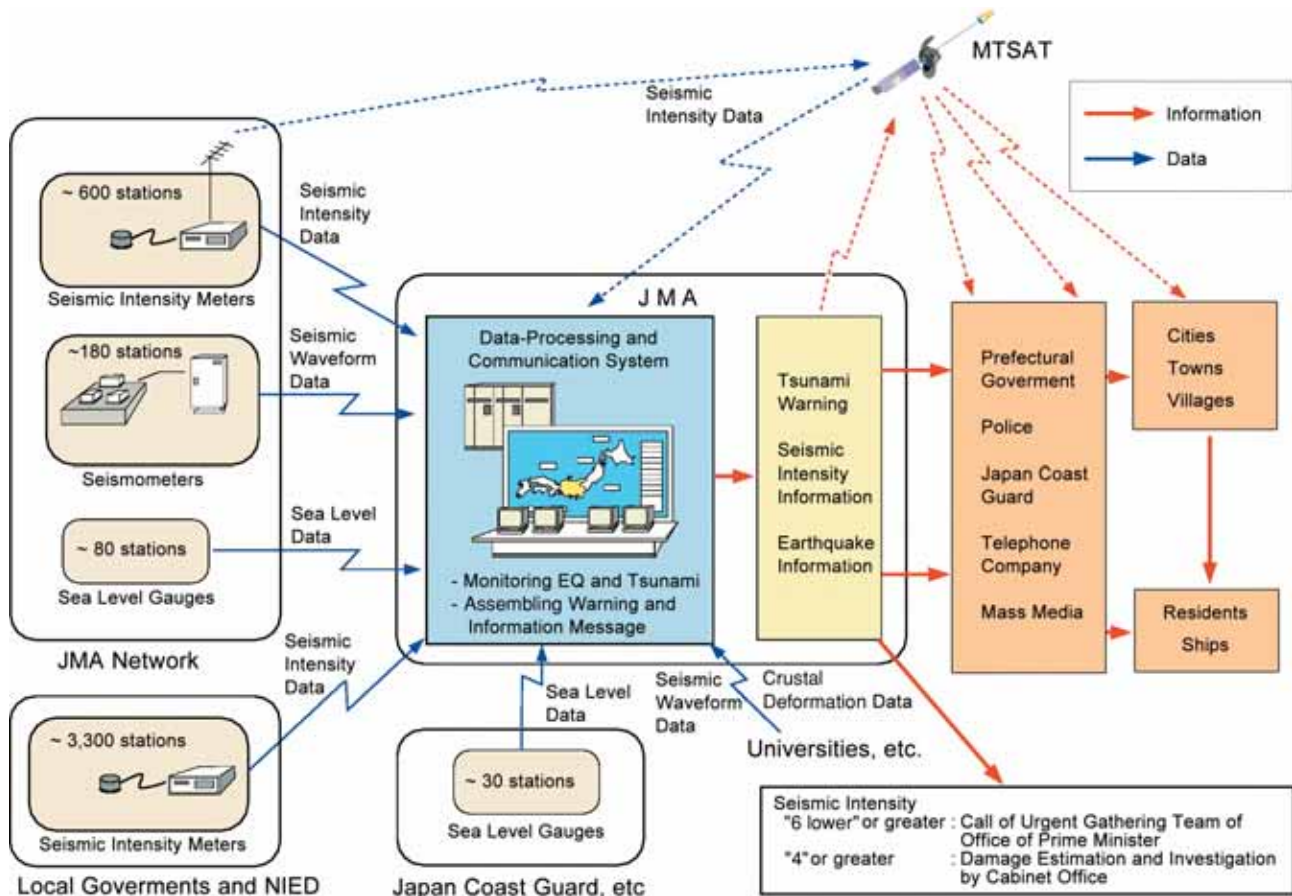 MTSAT
Information
Data
Seismic
Intensity Data
~ 600 stations
Seismic Intensity Meters
Seismic
Intensity
Data
~180 stations
Seismometers
Seismic
Waveform
Data
~ 80 stations
Sea Level Gauges
Sea Level
Data
JMA Network
~ 3,300 stations
Seismic Intensity Meters
Local Goverments and NIED
Seismic
Intensity
Data
J M A
Data-Processing and
Communication System
- Monitoring EQ and Tsunami
- Assembling Warning and
Information Message
Tsunami
Warning
Seismic
Intensity
Information
Earthquake
Information
Prefectural
Goverment
Police
Japan Coast
Guard
Telephone
Company
Mass Media
Cities
Towns
Villages
Residents
Ships
Sea Level
Data
~ 30 stations
Sea Level Gauges
Japan Coast Guard, etc
Seismic
Waveform
Data
Crustal
Deformation Data
Universities, etc.
Seismic Intensity
"6 lower" or greater : Call of Urgent Gathering Team of
Office of Prime Minister
"4" or greater : Damage Estimation and Investigation
by Cabinet Office